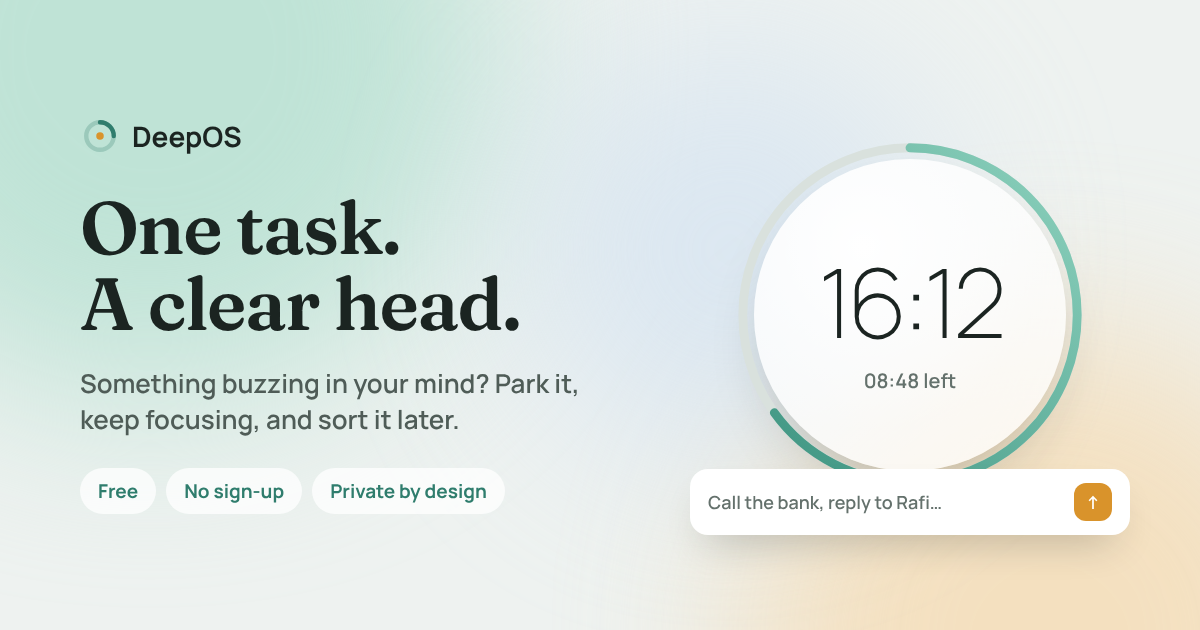 DeepOS
One task.
A clear head.
Something buzzing in your mind? Park it,
keep focusing, and sort it later.
Free
No sign-up
Private by design
16:12
08:48 left
Call the bank, reply to Rafi…
↑